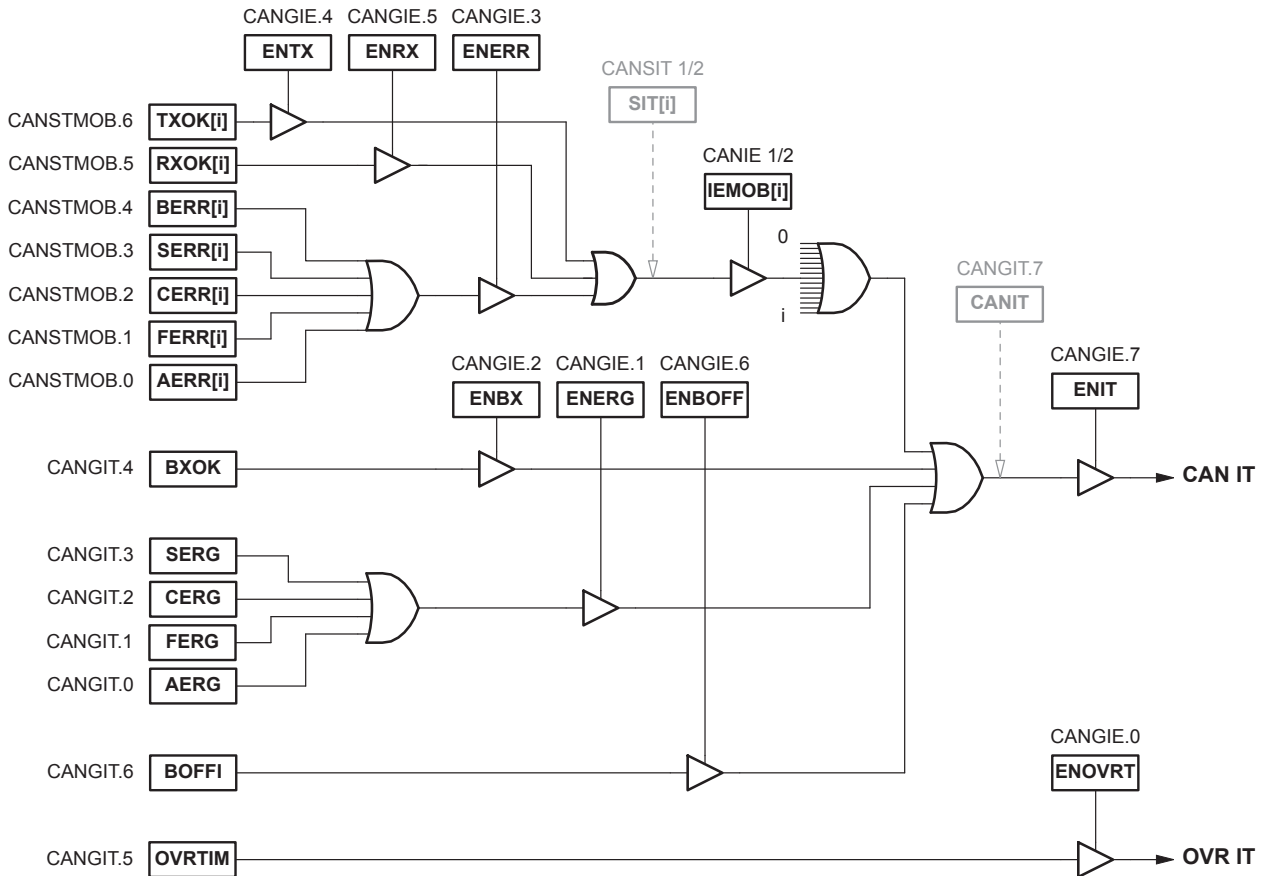 CANGIE.4 CANGIE.5 CANGIE.3
ENTX ENRX ENERR
CANSIT 1/2
SIT[i]
CANSTMOB.6 TXOK[i]
CANSTMOB.5 RXOK[i]
CANIE 1/2
IEMOB[i]
CANSTMOB.4 BERR[i]
CANSTMOB.3 SERR[i]
0
CANSTMOB.2 CERR[i]
i
CANGIT.7
CANIT
CANSTMOB.1 FERR[i]
CANSTMOB.0 AERR[i]
CANGIE.2 CANGIE.1 CANGIE.6
ENBX ENERG ENBOFF
CANGIE.7
ENIT
CANGIT.4 BXOK
CAN IT
CANGIT.3 SERG
CANGIT.2 CERG
CANGIT.1 FERG
CANGIT.0 AERG
CANGIT.6 BOFFI
CANGIE.0
ENOVRT
CANGIT.5 OVRTIM
OVR IT